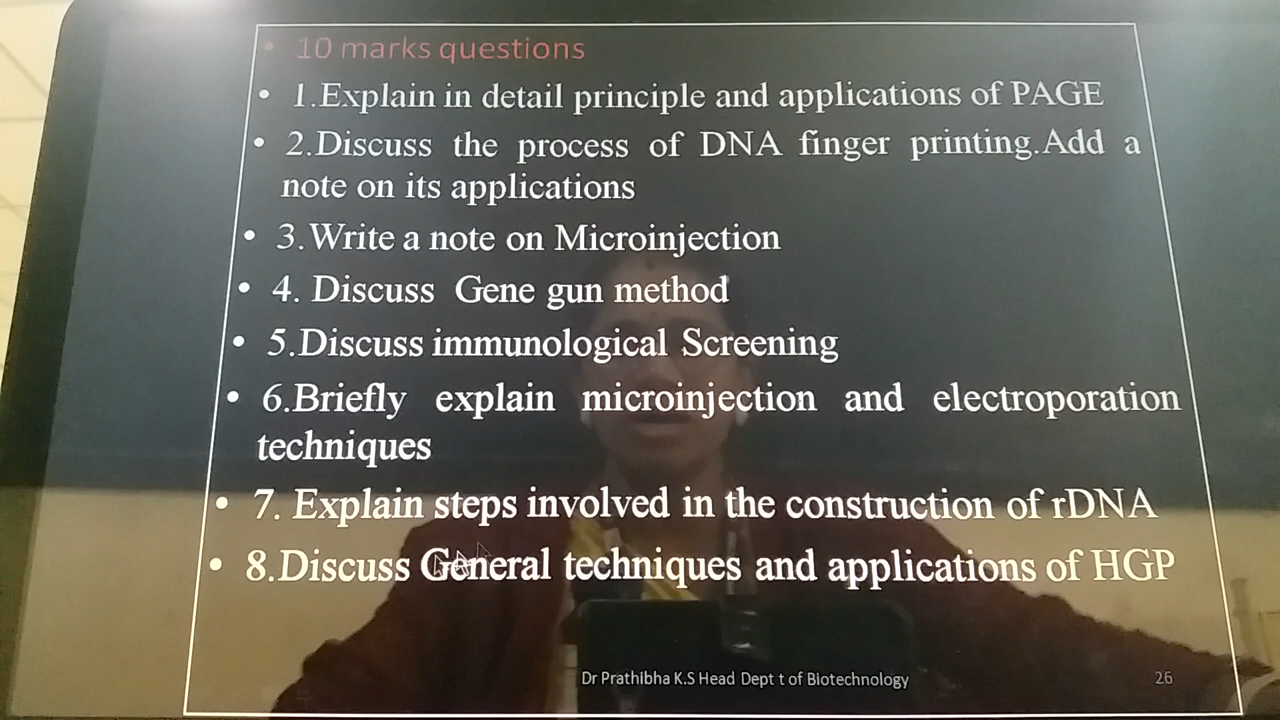 • 10 marks questions
• 1.Explain in detail principle and applications of PAGE
• 2.Discuss the process of DNA finger printing.Add a
note on its applications
• 3.Write a note on Microinjection
• 4. Discuss Gene gun method
• 5.Discuss immunological Screening
• 6.Briefly explain microinjection and electroporation
techniques
• 7. Explain steps involved in the construction of rDNA
• 8.Discuss General techniques and applications of HGP
Dr Prathibha K.S Head Dept t of Biotechnology 26